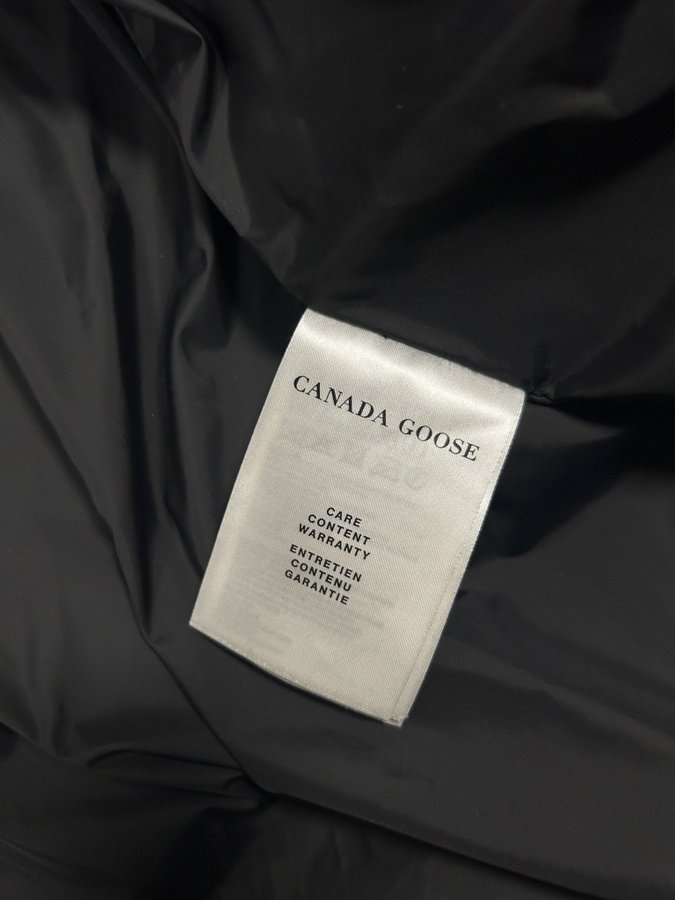 CANADA GOOSE
CARE
CONTENT
WARRANTY
ENTRETIEN
CONTENU
GARANTIE